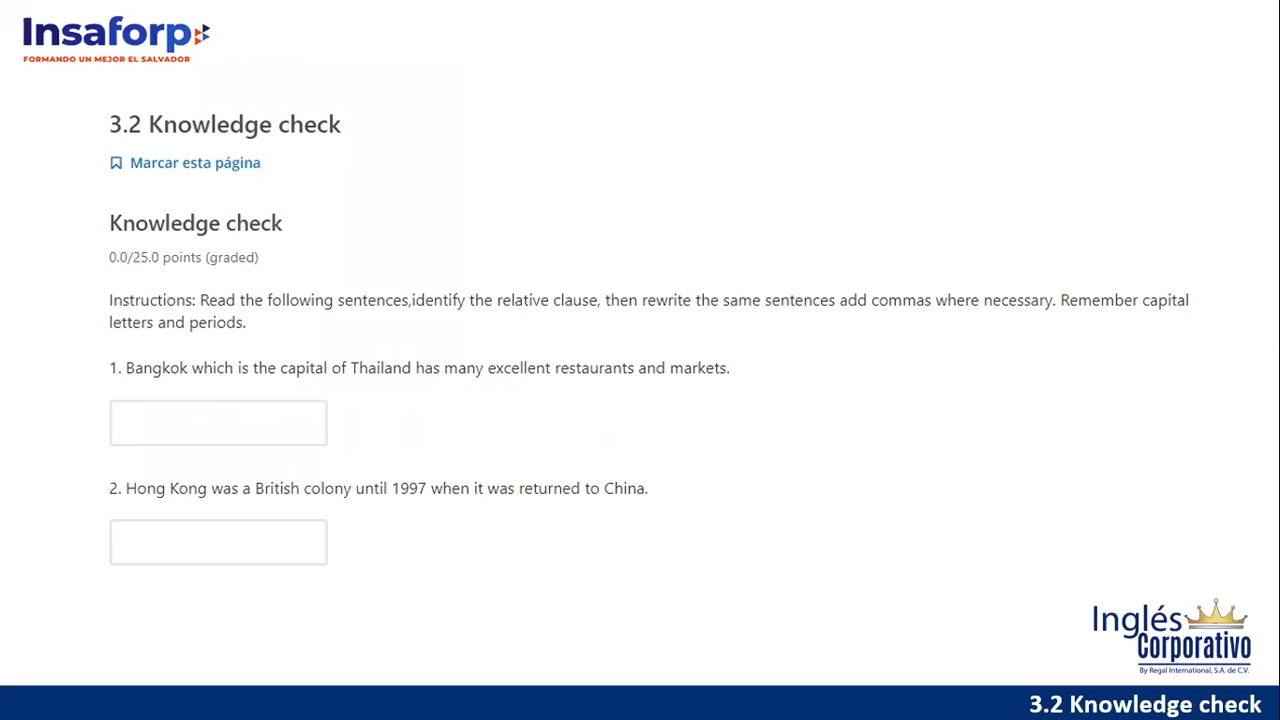 Insaforp
FORMANDO UN MEJOR EL SALVADOR
3.2 Knowledge check
Marcar esta página
Knowledge check
0.0/25.0 points (graded)
Instructions: Read the following sentences,identify the relative clause, then rewrite the same sentences add commas where necessary. Remember capital
letters and periods.
1. Bangkok which is the capital of Thailand has many excellent restaurants and markets.
2. Hong Kong was a British colony until 1997 when it was returned to China.
Inglés
Corporativo
By Regal International, S.A. de C.V.
3.2 Knowledge check